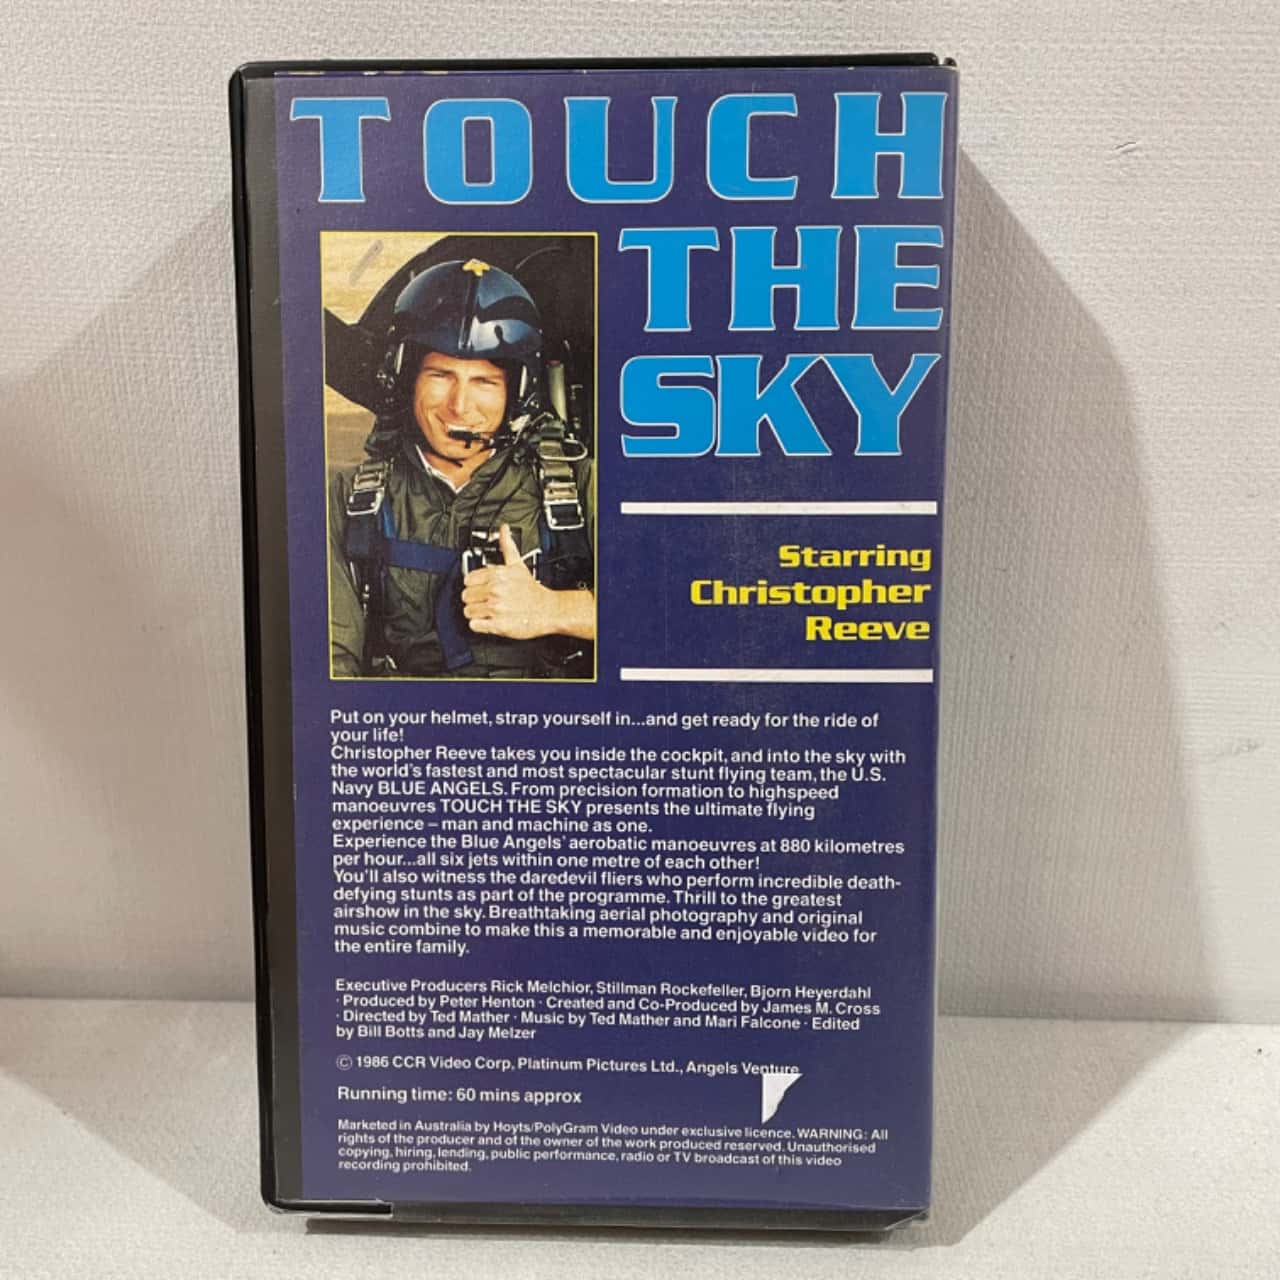 TOUCH
THE
SKY
Starring
Christopher
Reeve
Put on your helmet, strap yourself in...and get ready for the ride of
your life!
Christopher Reeve takes you inside the cockpit, and into the sky with
the world's fastest and most spectacular stunt flying team, the U.S.
Navy BLUE ANGELS. From precision formation to highspeed
manoeuvres TOUCH THE SKY presents the ultimate flying
experience – man and machine as one.
Experience the Blue Angels' aerobatic manoeuvres at 880 kilometres
per hour...all six jets within one metre of each other!
You'll also witness the daredevil fliers who perform incredible death-
defying stunts as part of the programme. Thrill to the greatest
airshow in the sky. Breathtaking aerial photography and original
music combine to make this a memorable and enjoyable video for
the entire family.
Executive Producers Rick Melchior, Stillman Rockefeller, Bjorn Heyerdahl
· Produced by Peter Henton · Created and Co-Produced by James M. Cross
· Directed by Ted Mather · Music by Ted Mather and Mari Falcone · Edited
by Bill Botts and Jay Melzer
© 1986 CCR Video Corp, Platinum Pictures Ltd., Angels Venture
Running time: 60 mins approx
Marketed in Australia by Hoyts/PolyGram Video under exclusive licence. WARNING: All
rights of the producer and of the owner of the work produced reserved. Unauthorised
copying, hiring, lending, public performance, radio or TV broadcast of this video
recording prohibited.